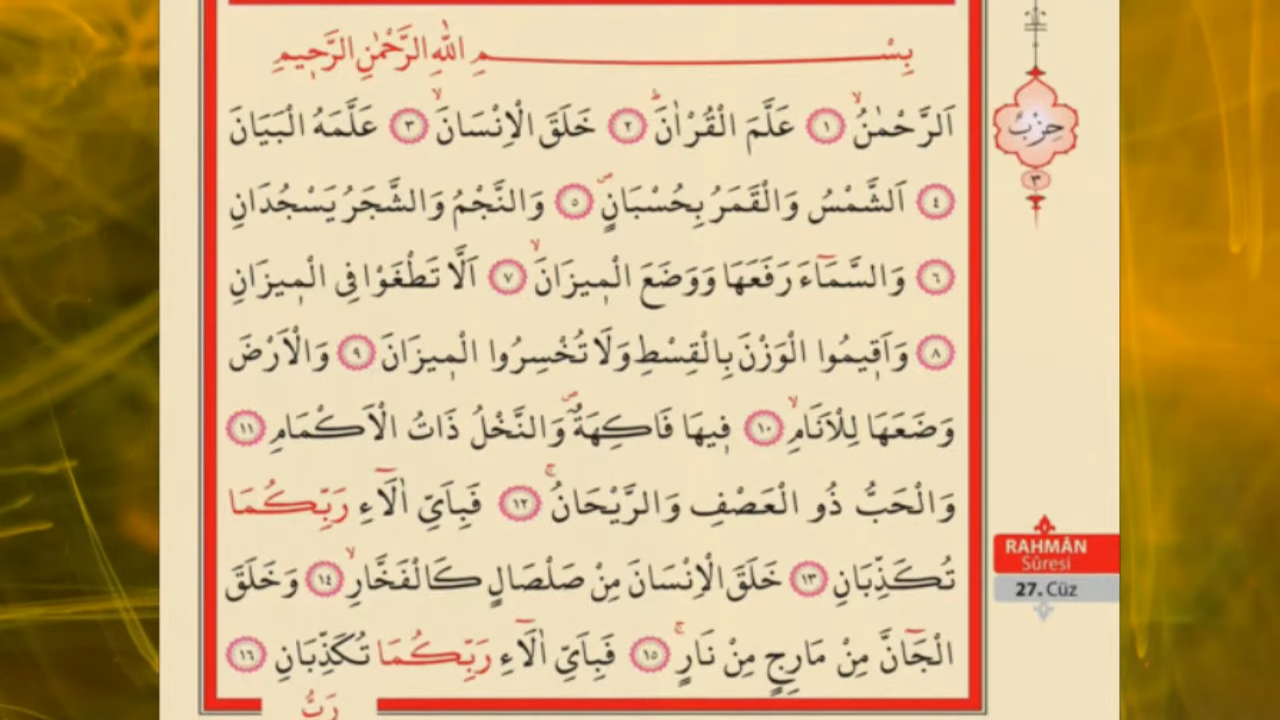 بِسْمِ اللّٰهِ الرَّحْمٰنِ الرَّحٖيمِ
اَلرَّحْمٰنُۙ ﴿١﴾ عَلَّمَ الْقُرْاٰنَؕ ﴿٢﴾ خَلَقَ الْاِنْسَانَۙ ﴿٣﴾ عَلَّمَهُ الْبَيَانَ
﴿٤﴾ اَلشَّمْسُ وَالْقَمَرُ بِحُسْبَانٍۖ ﴿٥﴾ وَالنَّجْمُ وَالشَّجَرُ يَسْجُدَانِ
﴿٦﴾ وَالسَّمَٓاءَ رَفَعَهَا وَوَضَعَ الْمٖيزَانَۙ ﴿٧﴾ اَلَّا تَطْغَوْا فِى الْمٖيزَانِ
﴿٨﴾ وَاَقٖيمُوا الْوَزْنَ بِالْقِسْطِ وَلَا تُخْسِرُوا الْمٖيزَانَ ﴿٩﴾ وَالْاَرْضَ
وَضَعَهَا لِلْاَنَامِۙ ﴿١٠﴾ فٖيهَا فَاكِهَةٌۖ وَالنَّخْلُ ذَاتُ الْاَكْمَامِ ﴿١١﴾
وَالْحَبُّ ذُو الْعَصْفِ وَالرَّيْحَانُۚ ﴿١٢﴾ فَبِاَيِّ اٰلَٓاءِ رَبِّكُمَا
تُكَذِّبَانِ ﴿١٣﴾ خَلَقَ الْاِنْسَانَ مِنْ صَلْصَالٍ كَالْفَخَّارِۙ ﴿١٤﴾ وَخَلَقَ
الْجَٓانَّ مِنْ مَارِجٍ مِنْ نَارٍۚ ﴿١٥﴾ فَبِاَيِّ اٰلَٓاءِ رَبِّكُمَا تُكَذِّبَانِ ﴿١٦﴾
رَبُّ
حِزْبٌ
٣
RAHMÂN
Sûresi
27. Cüz